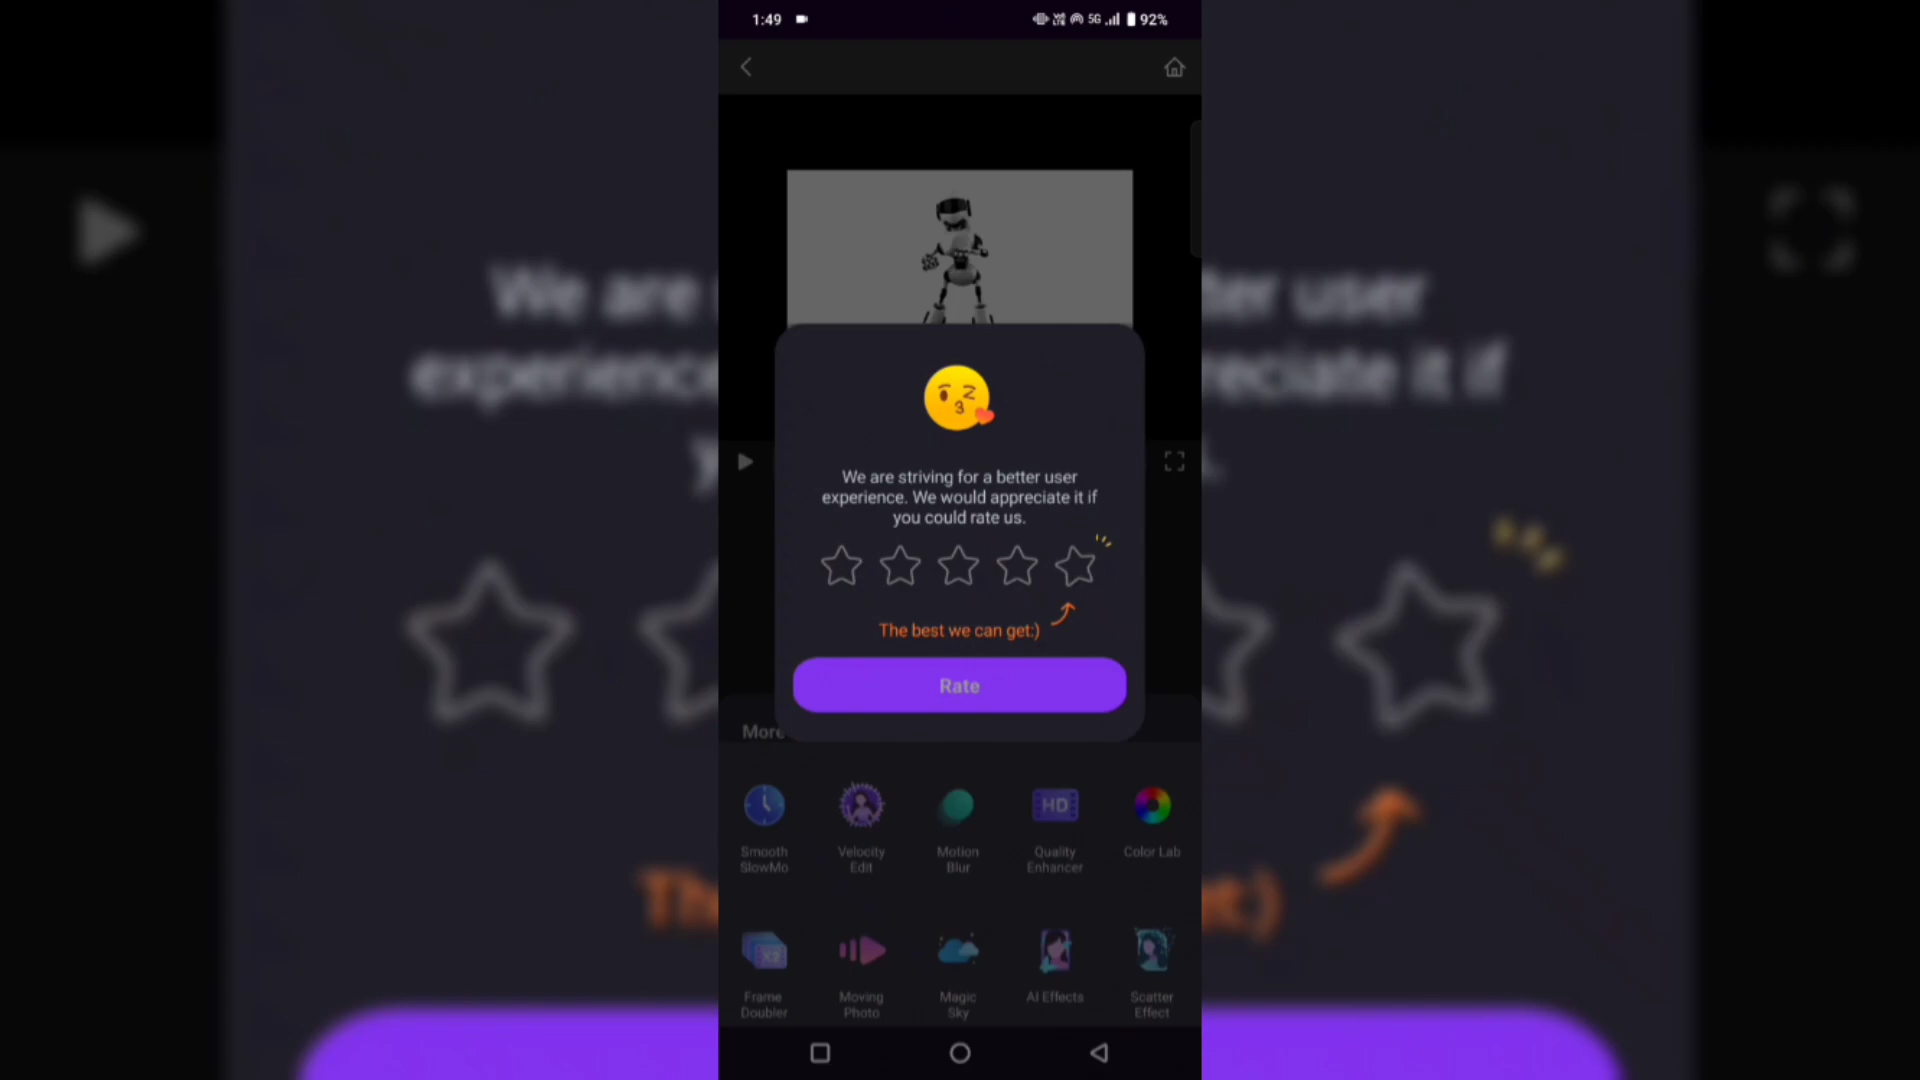 1:49
5G
92%
We are striving for a better user
experience. We would appreciate it if
you could rate us.
The best we can get:)
Rate
More
HD
Smooth
SlowMo
Velocity
Edit
Motion
Blur
Quality
Enhancer
Color Lab
X2
Frame
Doubler
Moving
Photo
Magic
Sky
AI Effects
Scatter
Effect